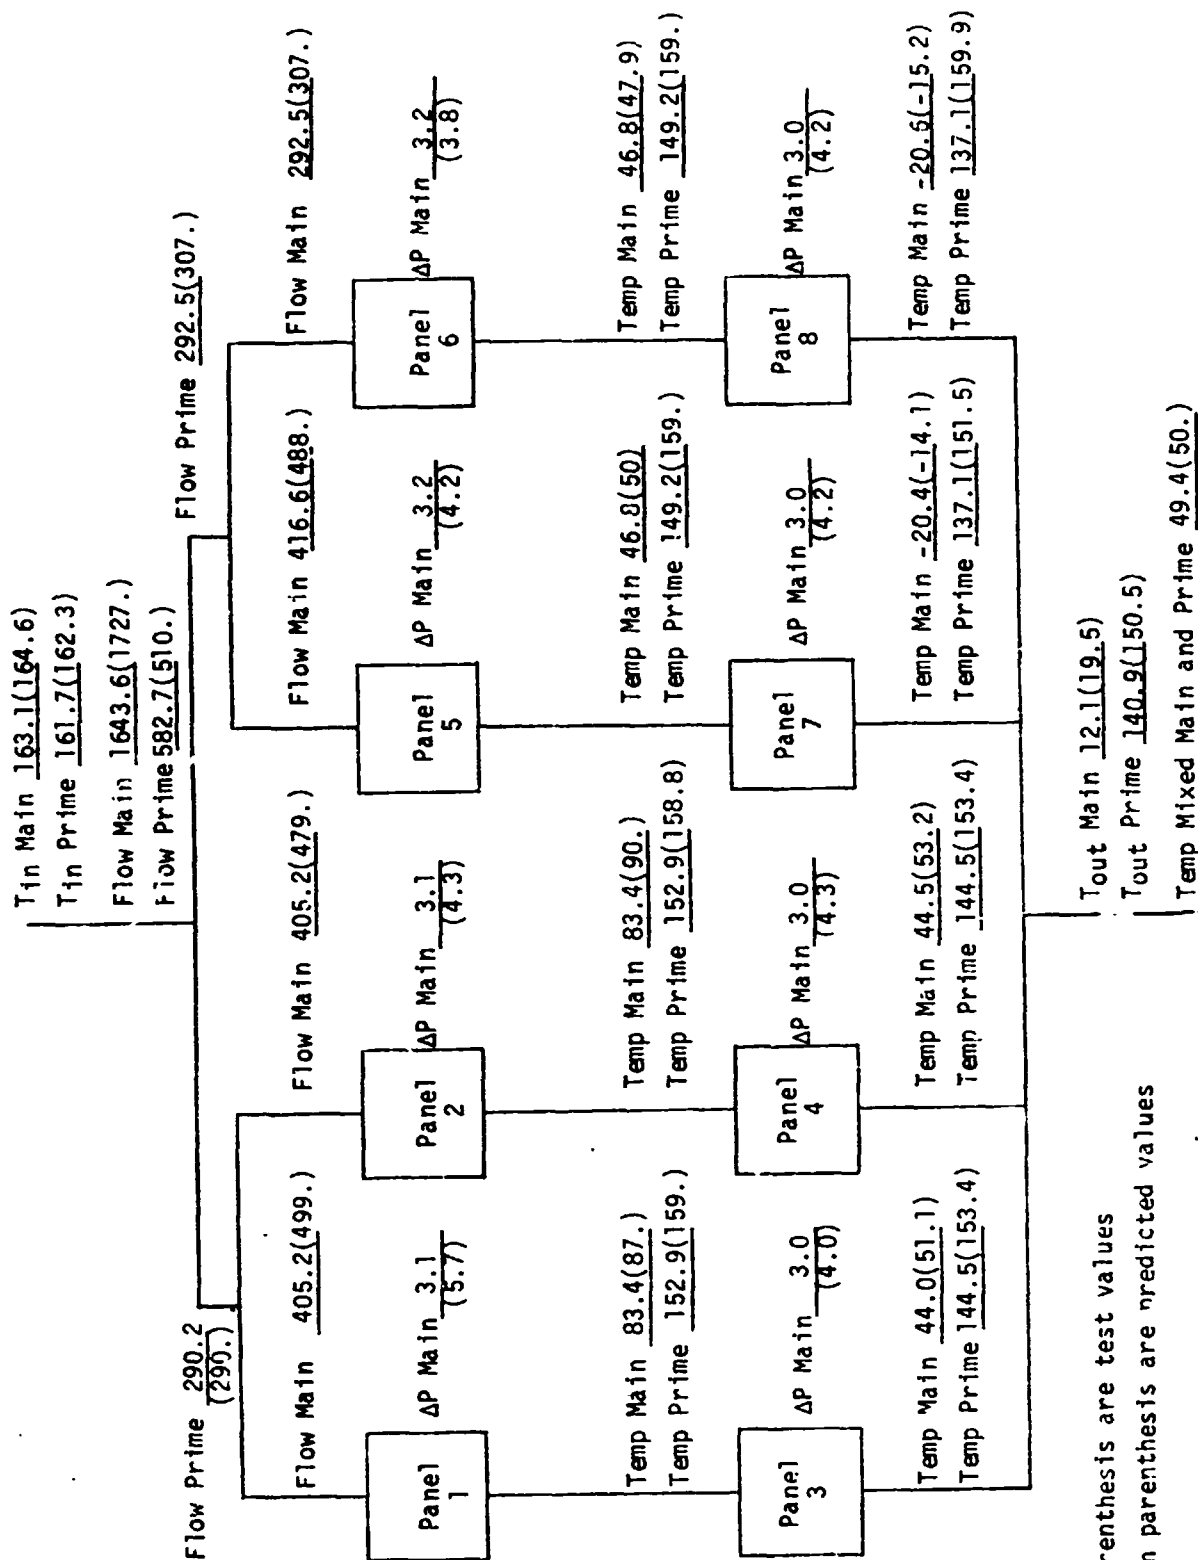 Tin Main 163.1(164.6)
Tin Prime 161.7(162.3)
Flow Main 1643.6(1727.)
Flow Prime 582.7(510.)
Flow Prime 290.2
(290.)
Flow Prime 292.5(307.)
Flow Main 405.2(499.)
Flow Main 405.2(479.)
Flow Main 416.6(488.)
Flow Main 292.5(307.)
Panel
1
ΔP Main 3.1
(5.7)
Panel
2
ΔP Main 3.1
(4.3)
Panel
5
ΔP Main 3.2
(4.2)
Panel
6
ΔP Main 3.2
(3.8)
Temp Main 83.4(87.)
Temp Prime 152.9(159.)
Temp Main 83.4(90.)
Temp Prime 152.9(158.8)
Temp Main 46.8(50)
Temp Prime 149.2(159.)
Temp Main 46.8(47.9)
Temp Prime 149.2(159.)
Panel
3
ΔP Main 3.0
(4.0)
Panel
4
ΔP Main 3.0
(4.3)
Panel
7
ΔP Main 3.0
(4.2)
Panel
8
ΔP Main 3.0
(4.2)
Temp Main 44.0(51.1)
Temp Prime 144.5(153.4)
Temp Main 44.5(53.2)
Temp Prime 144.5(153.4)
Temp Main -20.4(-14.1)
Temp Prime 137.1(151.5)
Temp Main -20.6(-15.2)
Temp Prime 137.1(159.9)
Tout Main 12.1(19.5)
Tout Prime 140.9(150.5)
Temp Mixed Main and Prime 49.4(50.)
renthesis are test values
n parenthesis are predicted values